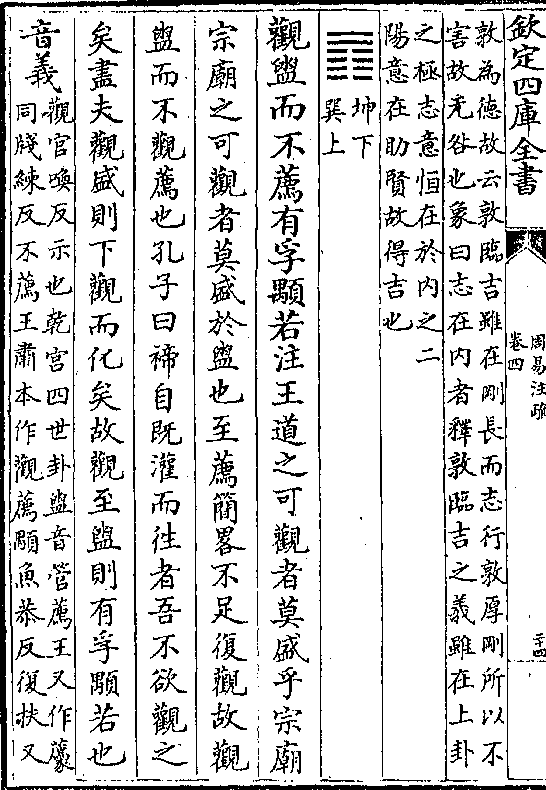 欽定四庫全書
周易注疏
卷四
二十四
敦為徳故云敦臨吉雖在剛長而志行敦厚剛所以不
害故无咎也象曰志在内者釋敦臨吉之義雖在上卦
之極志意恒在於内之二
陽意在助賢故得吉也
坤下
巽上
觀盥而不薦有孚顒若注王道之可觀者莫盛乎宗廟
宗廟之可觀者莫盛於盥也至薦簡畧不足復觀故觀
盥而不觀薦也孔子曰禘自既灌而往者吾不欲觀之
矣盡夫觀盛則下觀而化矣故觀至盥則有孚顒若也
音義
觀官喚反示也乾宫四世卦盥音管薦王又作䕌
同牋練反不薦王肅本作觀薦顒魚恭反復扶又